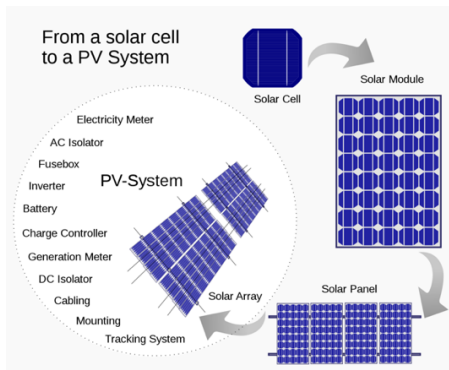 From a solar cell
to a PV System
Solar Cell
Solar Module
Electricity Meter
AC Isolator
Fusebox
Inverter
PV-System
Battery
Charge Controller
Generation Meter
DC Isolator
Cabling
Mounting
Tracking System
Solar Array
Solar Panel